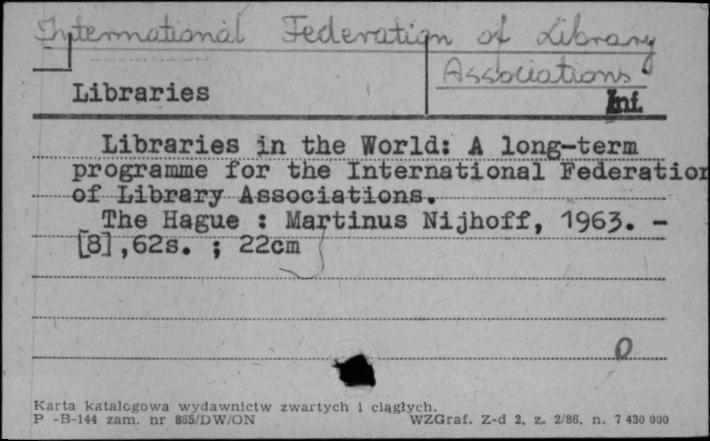 International Federation of Library
Associations
Libraries
Inf.
Libraries in the World: A long-term
programme for the International Federation
of Library Associations.
The Hague : Martinus Nijhoff, 1963. -
[8],62s. ; 22cm
0
Karta katalogowa wydawnictw zwartych i ciągłych.
P -B-144 zam. nr 865/DW/ON WZGraf. Z-d 2, z. 2/86. n. 7 430 000